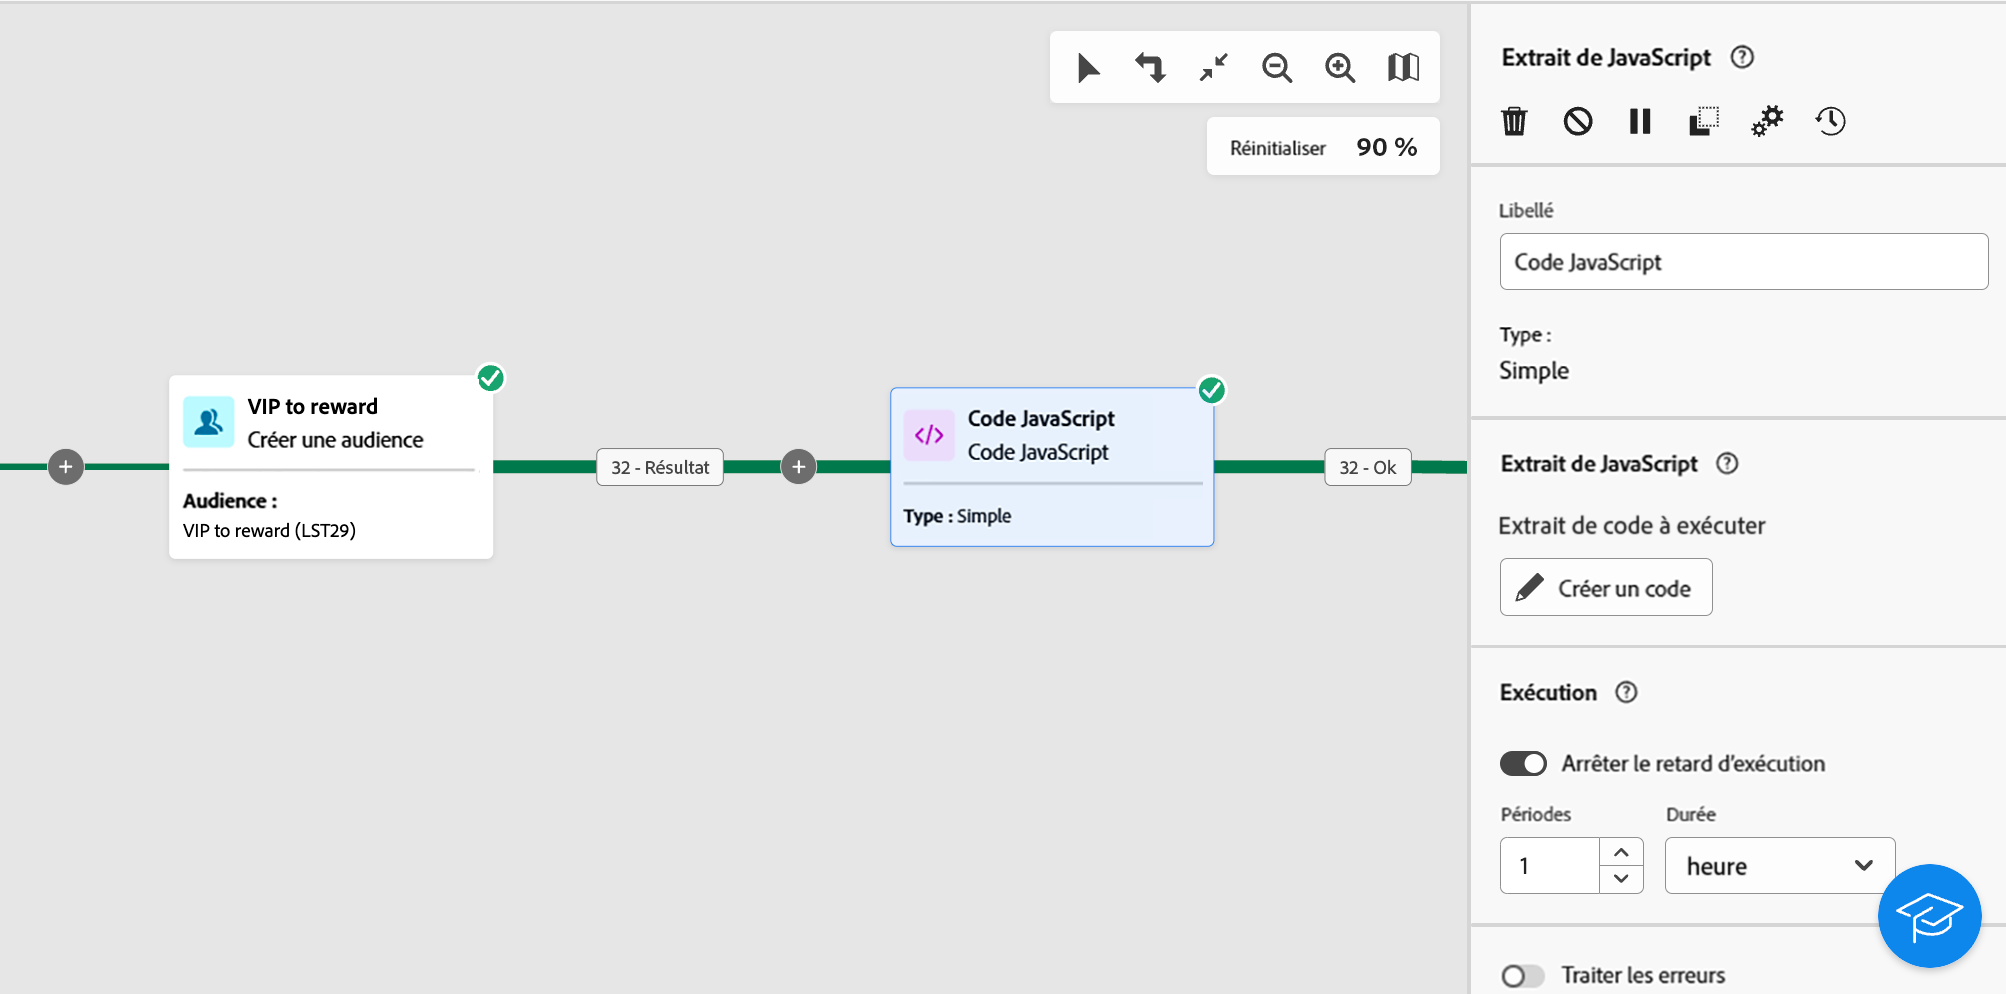 Réinitialiser 90 %
VIP to reward
Créer une audience
Audience :
VIP to reward (LST29)
32 - Résultat
Code JavaScript
Code JavaScript
Type : Simple
32 - Ok
Extrait de JavaScript
Libellé
Code JavaScript
Type :
Simple
Extrait de JavaScript
Extrait de code à exécuter
Créer un code
Exécution
Arrêter le retard d'exécution
Périodes Durée
1 heure
Traiter les erreurs